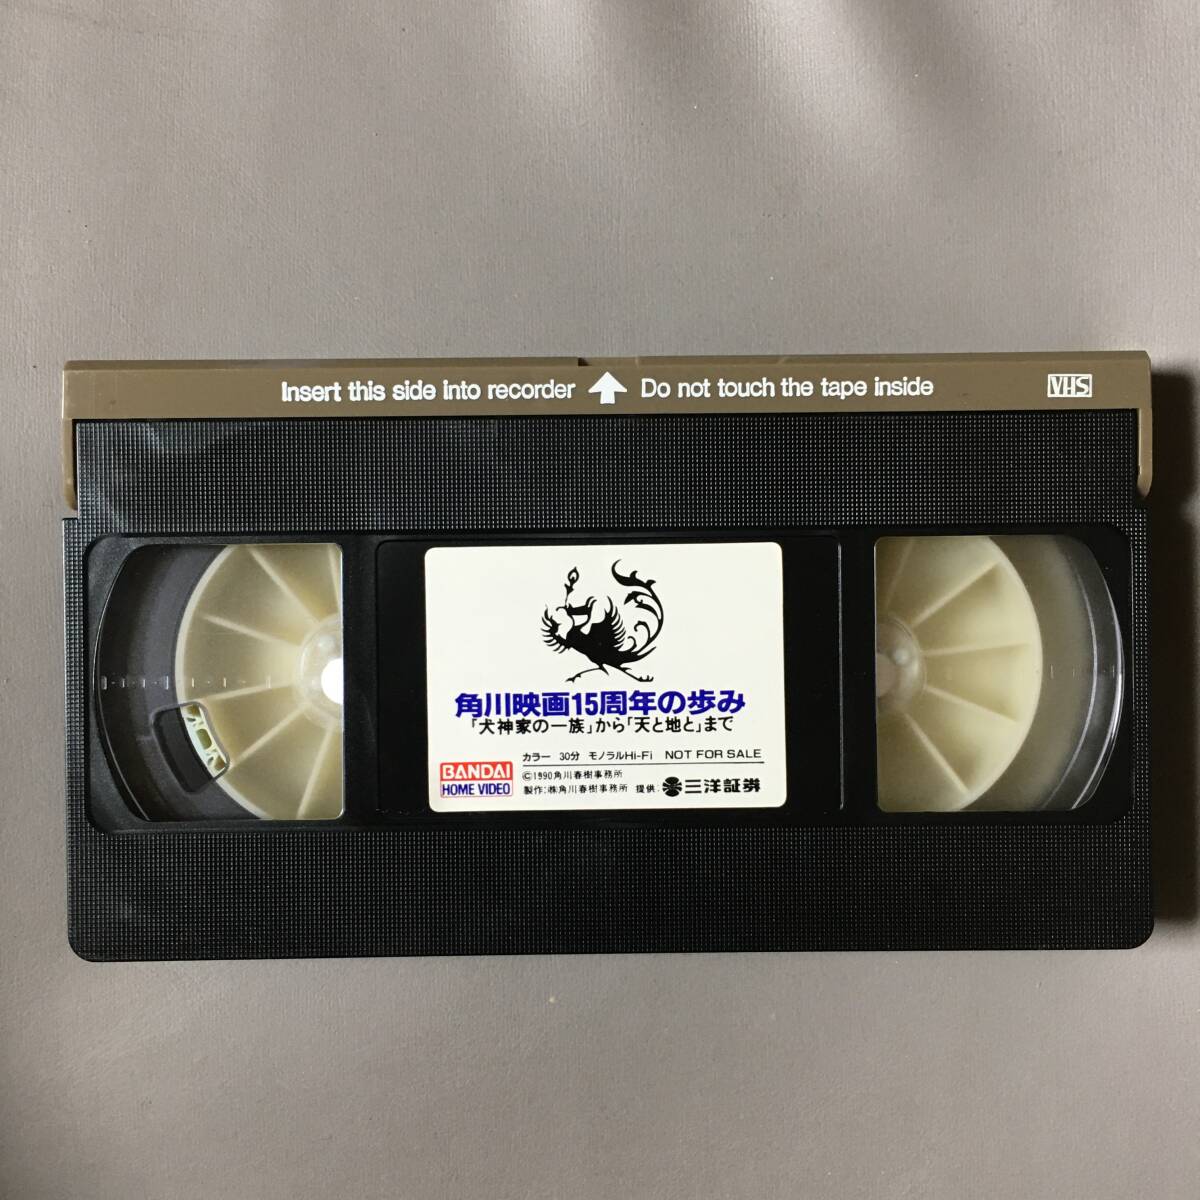 Insert this side into recorder Do not touch the tape inside VHS
角川映画15周年の歩み
「犬神家の一族」から「天と地と」まで
カラー 30分 モノラルHi-Fi NOT FOR SALE
BANDAI
HOME VIDEO
©1990角川春樹事務所
製作:㈱角川春樹事務所 提供: 三洋証券